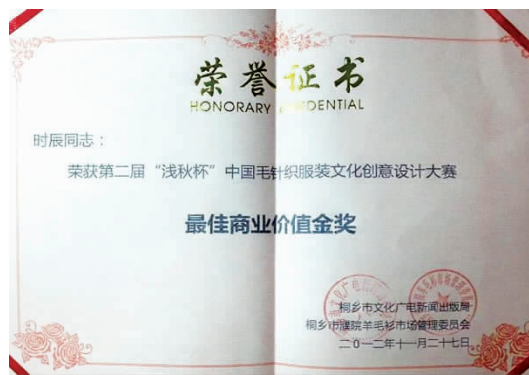 荣誉证书
HONORARY CREDENTIAL
时辰同志：
荣获第二届“浅秋杯”中国毛针织服装文化创意设计大赛
最佳商业价值金奖
桐乡市文化广电新闻出版局
桐乡市濮院羊毛衫市场管理委员会
二〇一二年十一月二十七日